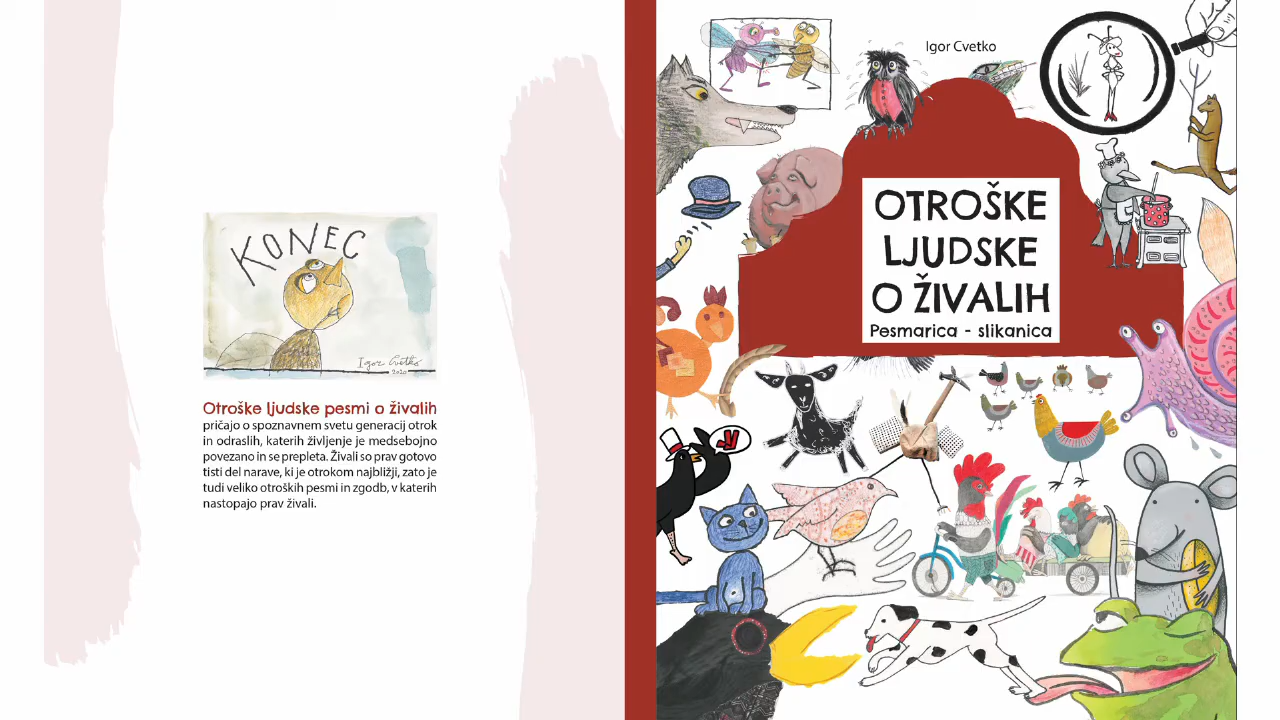 KONEC
Igor Cvetko
2020
Otroške ljudske pesmi o živalih
pričajo o spoznavnem svetu generacij otrok
in odraslih, katerih življenje je medsebojno
povezano in se prepleta. Živali so prav gotovo
tisti del narave, ki je otrokom najbližji, zato je
tudi veliko otroških pesmi in zgodb, v katerih
nastopajo prav živali.
Igor Cvetko
OTROŠKE
LJUDSKE
O ŽIVALIH
Pesmarica - slikanica